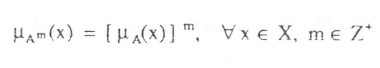 μ_{A^m}(x) = [ μ_A(x) ]^m, ∀ x ∈ X, m ∈ Z^+